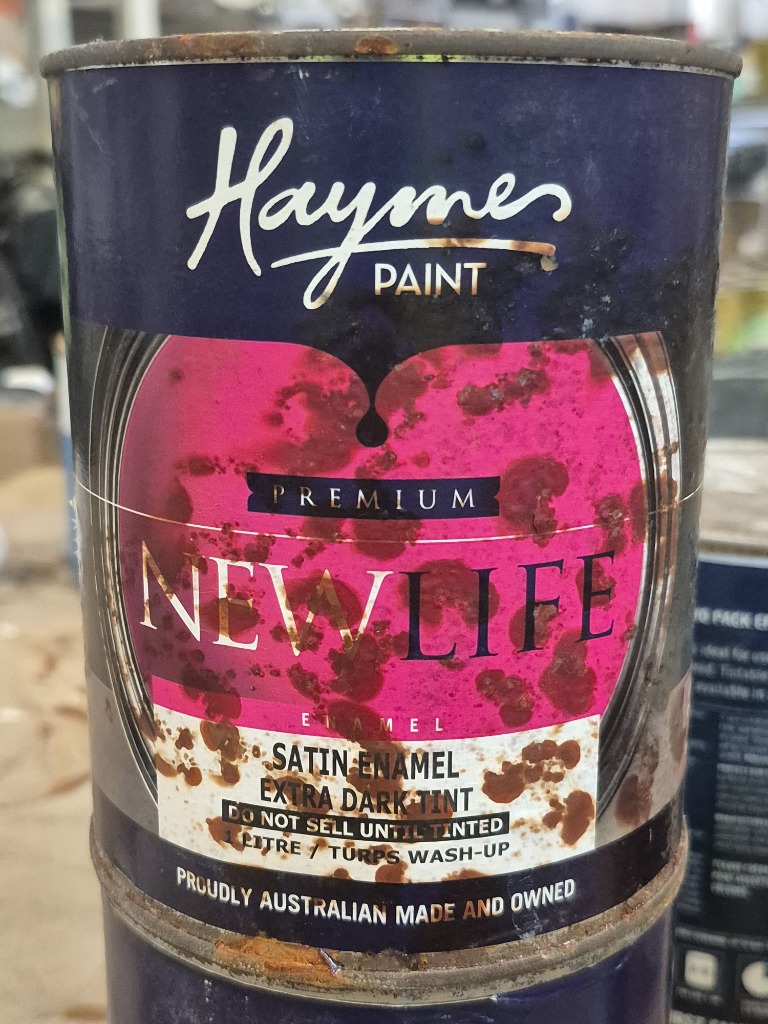 Haymes
PAINT
PREMIUM
NEWLIFE
ENAMEL
SATIN ENAMEL
EXTRA DARK TINT
DO NOT SELL UNTIL TINTED
1 LITRE / TURPS WASH-UP
PROUDLY AUSTRALIAN MADE AND OWNED
PACK